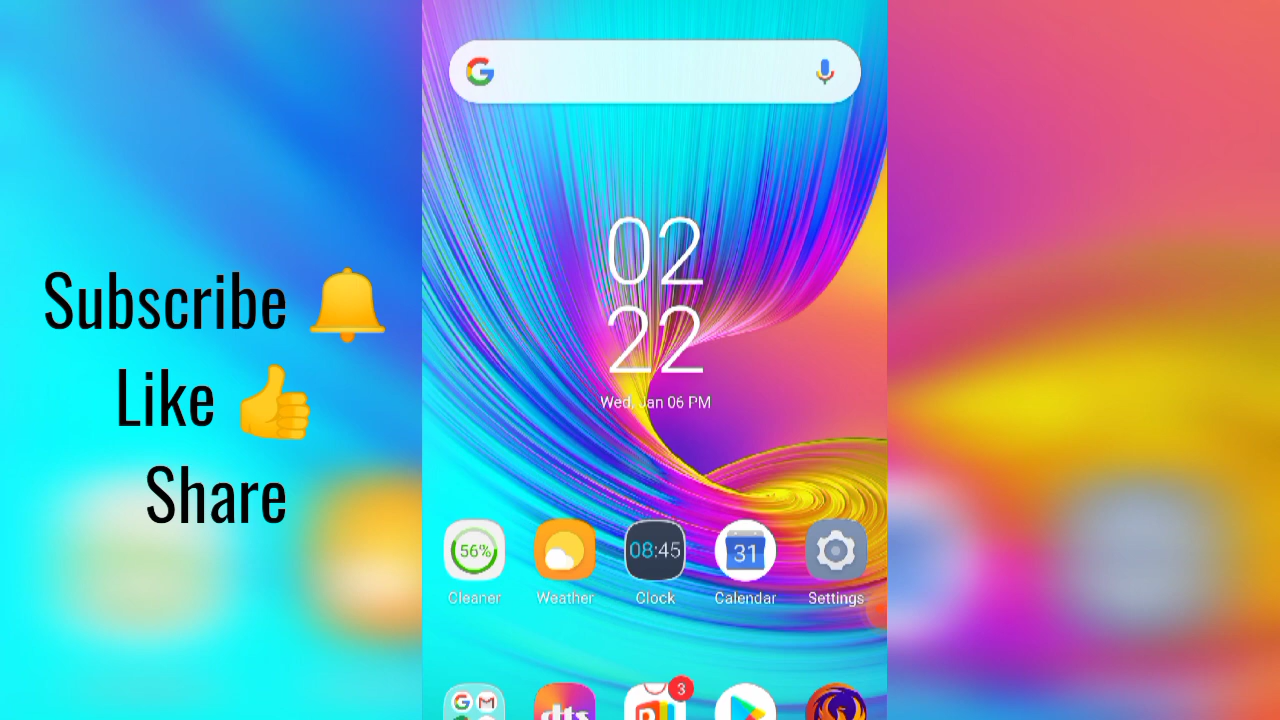 Subscribe 🔔
Like 👍
Share
G
02
22
Wed, Jan 06 PM
56%
08:45
31
Cleaner
Weather
Clock
Calendar
Settings
3
G
dts